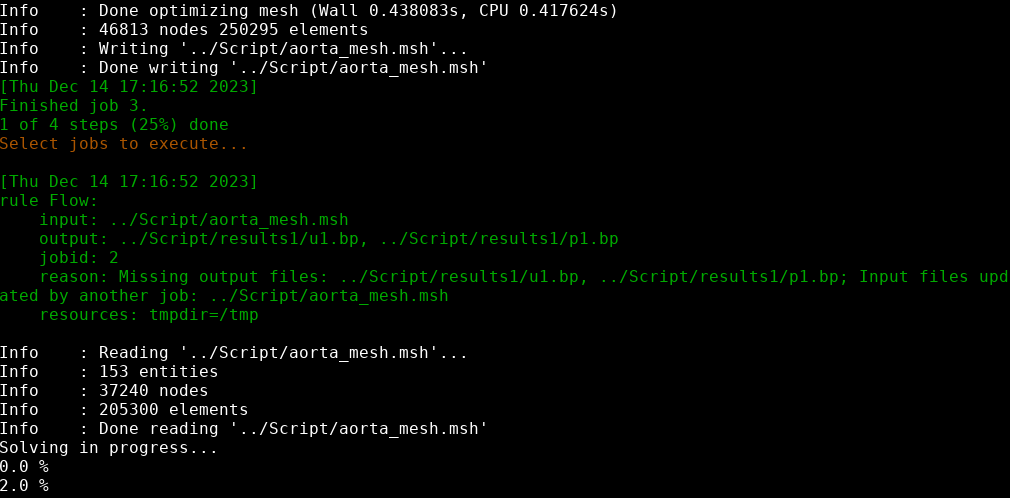 Info    : Done optimizing mesh (Wall 0.438083s, CPU 0.417624s)
Info    : 46813 nodes 250295 elements
Info    : Writing '../Script/aorta_mesh.msh'...
Info    : Done writing '../Script/aorta_mesh.msh'
[Thu Dec 14 17:16:52 2023]
Finished job 3.
1 of 4 steps (25%) done
Select jobs to execute...

[Thu Dec 14 17:16:52 2023]
rule Flow:
    input: ../Script/aorta_mesh.msh
    output: ../Script/results1/u1.bp, ../Script/results1/p1.bp
    jobid: 2
    reason: Missing output files: ../Script/results1/u1.bp, ../Script/results1/p1.bp; Input files upd
ated by another job: ../Script/aorta_mesh.msh
    resources: tmpdir=/tmp

Info    : Reading '../Script/aorta_mesh.msh'...
Info    : 153 entities
Info    : 37240 nodes
Info    : 205300 elements
Info    : Done reading '../Script/aorta_mesh.msh'
Solving in progress...
0.0 %
2.0 %